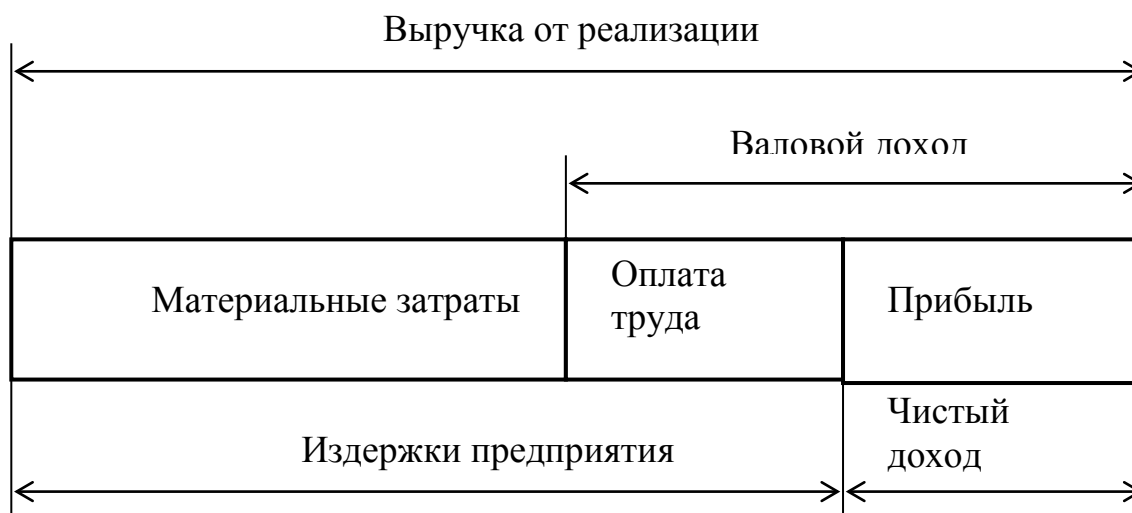 Выручка от реализации
Валовой доход
Материальные затраты
Оплата
труда
Прибыль
Издержки предприятия
Чистый
доход